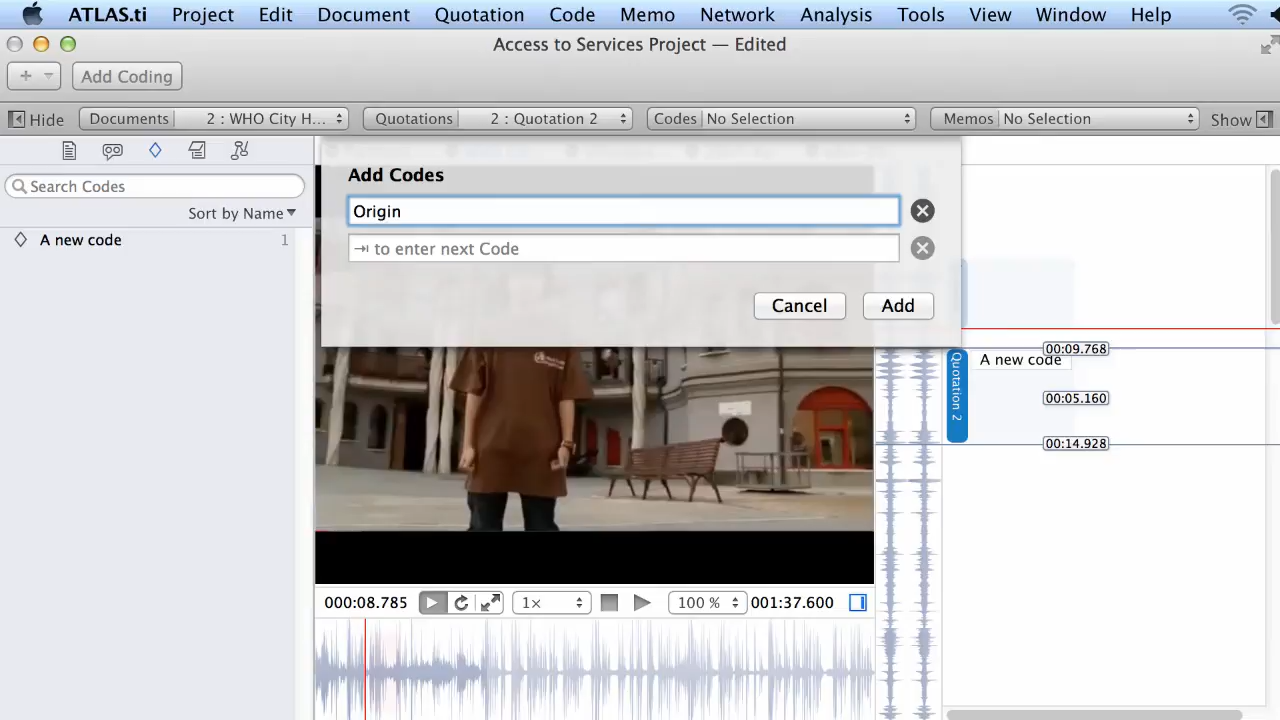 ATLAS.ti Project Edit Document Quotation Code Memo Network Analysis Tools View Window Help
Access to Services Project — Edited
+ Add Coding
Hide Documents 2 : WHO City H... Quotations 2 : Quotation 2 Codes No Selection Memos No Selection Show
Search Codes
Sort by Name
A new code 1
Add Codes
Origin
to enter next Code
Cancel Add
00:09.768
A new code
Quotation 2
00:05.160
00:14.928
000:08.785 1× 100 % 001:37.600